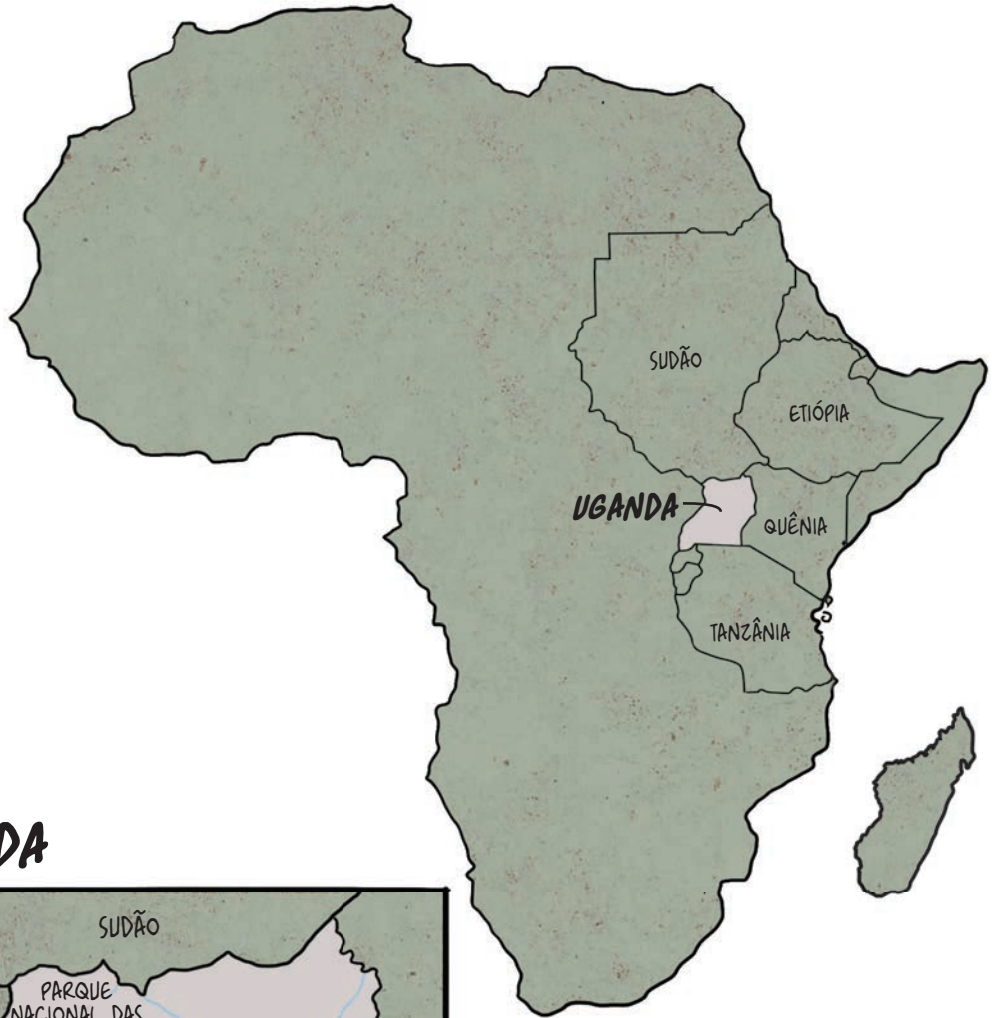 SUDÃO
ETIÓPIA
UGANDA
QUÊNIA
TANZÂNIA
DA
SUDÃO
PARQUE
NACIONAL DAS